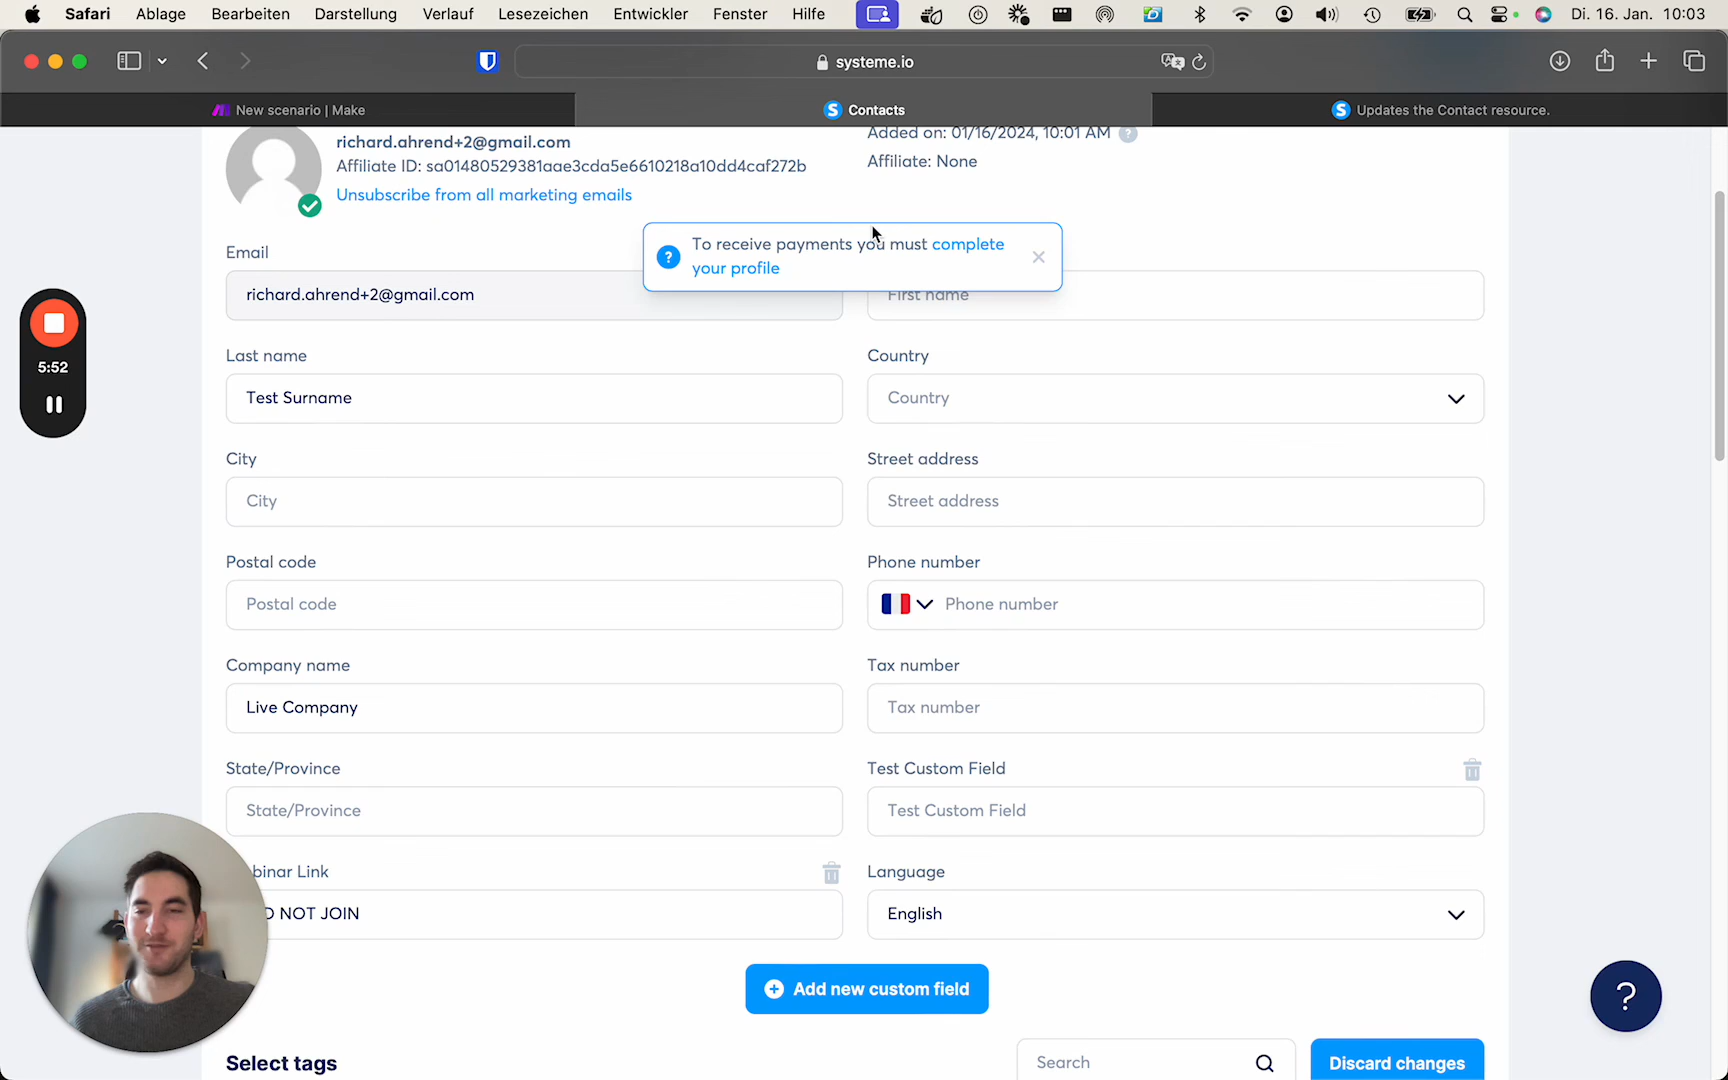 Safari Ablage Bearbeiten Darstellung Verlauf Lesezeichen Entwickler Fenster Hilfe Di. 16. Jan. 10:03
systeme.io
New scenario | Make
Contacts
Updates the Contact resource.
richard.ahrend+2@gmail.com
Affiliate ID: sa01480529381aae3cda5e6610218a10dd4caf272b
Unsubscribe from all marketing emails
Added on: 01/16/2024, 10:01 AM ?
Affiliate: None
? To receive payments you must complete
your profile
Email
richard.ahrend+2@gmail.com
First name
5:52
Last name
Test Surname
Country
Country
City
City
Street address
Street address
Postal code
Postal code
Phone number
Phone number
Company name
Live Company
Tax number
Tax number
State/Province
State/Province
Test Custom Field
Test Custom Field
binar Link
NOT JOIN
Language
English
Add new custom field
?
Select tags
Search
Discard changes